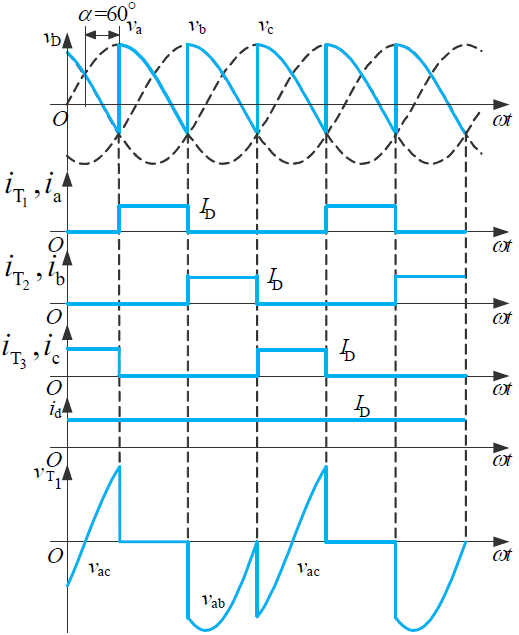 α=60°
v_D v_a v_b v_c
O ωt
i_T1 , i_a I_D
O ωt
i_T2 , i_b I_D
O ωt
i_T3 , i_c I_D
O ωt
i_d I_D
O ωt
v_T1
O ωt
v_ac v_ab v_ac